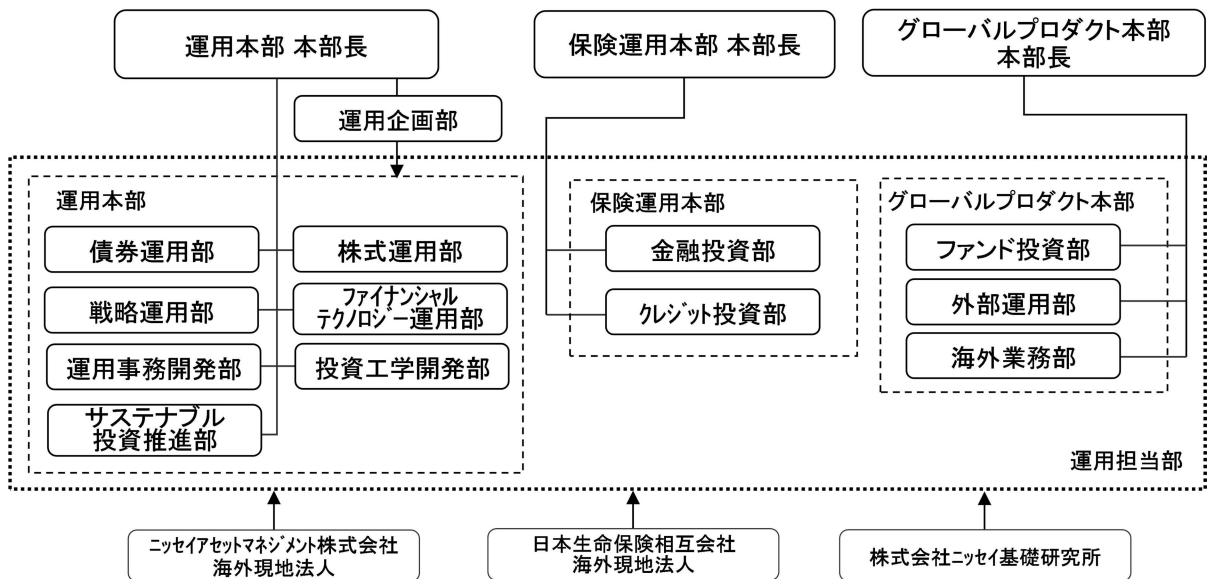 運用本部 本部長
保険運用本部 本部長
グローバルプロダクト本部
本部長
運用企画部
運用本部
債券運用部
株式運用部
戦略運用部
ファイナンシャル
テクノロジー運用部
運用事務開発部
投資工学開発部
サステナブル
投資推進部
保険運用本部
金融投資部
クレジット投資部
グローバルプロダクト本部
ファンド投資部
外部運用部
海外業務部
運用担当部
ニッセイアセットマネジメント株式会社
海外現地法人
日本生命保険相互会社
海外現地法人
株式会社ニッセイ基礎研究所